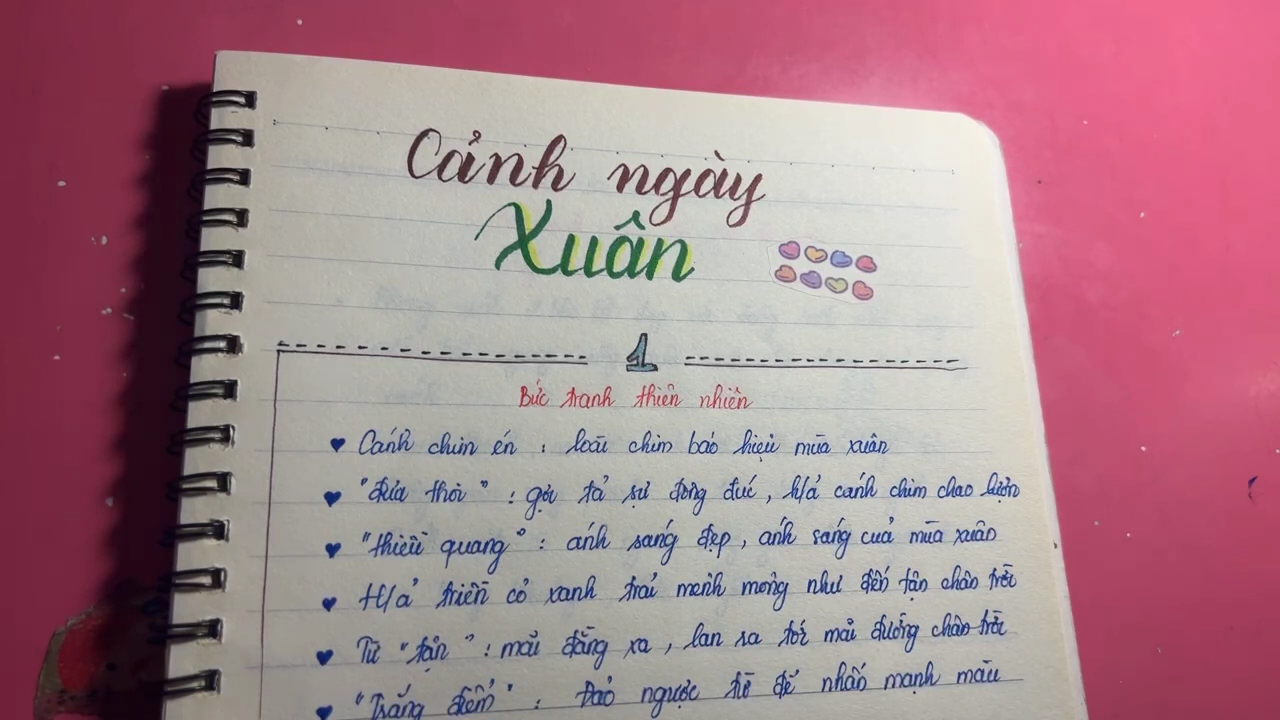 Cảnh ngày
Xuân
1
Bức tranh thiên nhiên
Cánh chim én : loài chim báo hiệu mùa xuân
"đưa thoi" : gợi tả sự đông đúc, h/ả cánh chim chao lượn
"thiều quang" : ánh sáng đẹp, ánh sáng của mùa xuân
H/ả triền cỏ xanh trải mênh mông như đến tận chân trời
Từ "tận" : mãi đằng xa, lan xa tới mãi đường chân trời
"Trắng điểm" : Đảo ngược từ để nhấn mạnh màu